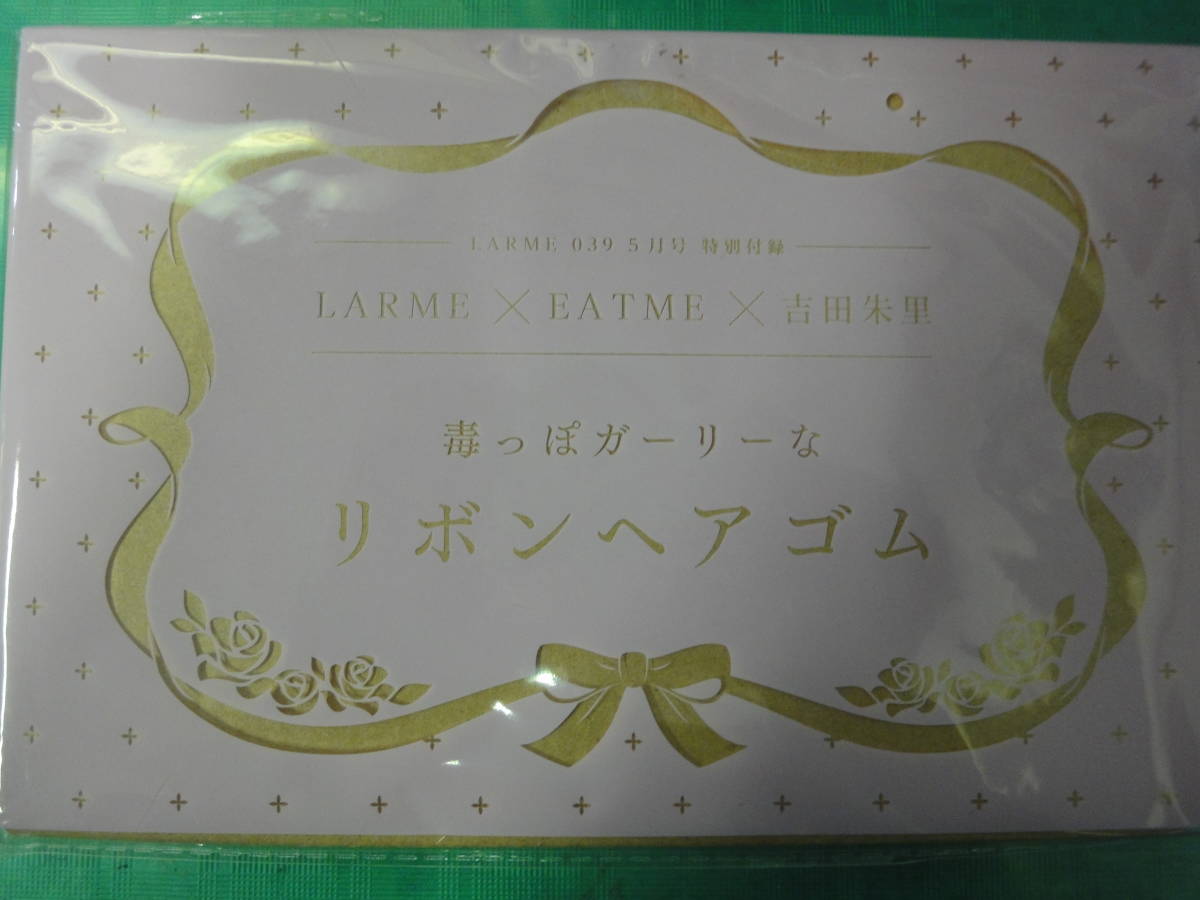 LARME 039 5月号 特別付録
LARME × EATME × 吉田朱里
毒っぽガーリーな
リボンヘアゴム